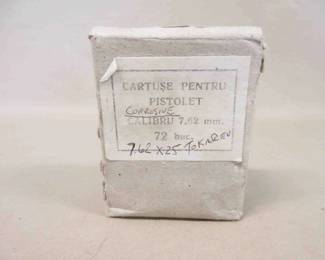 CARTUȘE PENTRU
PISTOLET
CORROSIVE
CALIBRU 7,62 mm.
72 buc.
7.62 X 25 TOKAREV